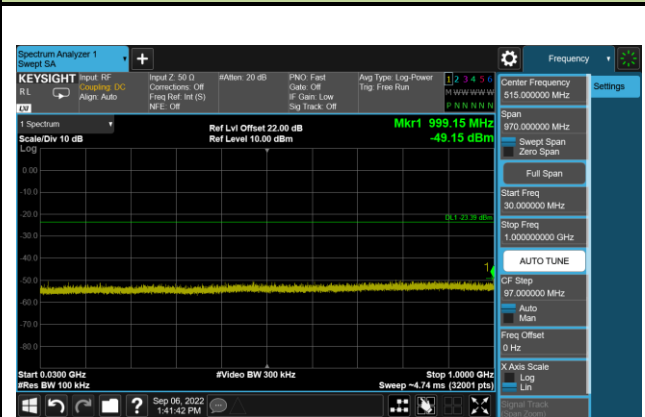 Spectrum Analyzer 1
Swept SA
Frequency
KEYSIGHT
RL
LXI
Input: RF
Coupling: DC
Align: Auto
Input Z: 50 Ω
Corrections: Off
Freq Ref: Int (S)
NFE: Off
#Atten: 20 dB
PNO: Fast
Gate: Off
IF Gain: Low
Sig Track: Off
Avg Type: Log-Power
Trig: Free Run
1 2 3 4 5 6
M W W W W W
P N N N N N
1 Spectrum
Scale/Div 10 dB
Log
Ref Lvl Offset 22.00 dB
Ref Level 10.00 dBm
Mkr1 999.15 MHz
-49.15 dBm
0.00
-10.0
-20.0
-30.0
-40.0
-50.0
-60.0
-70.0
-80.0
DL1 -23.39 dBm
1
Start 0.0300 GHz
#Res BW 100 kHz
#Video BW 300 kHz
Stop 1.0000 GHz
Sweep ~4.74 ms (32001 pts)
Center Frequency
515.000000 MHz
Settings
Span
970.000000 MHz
Swept Span
Zero Span
Full Span
Start Freq
30.000000 MHz
Stop Freq
1.000000000 GHz
AUTO TUNE
CF Step
97.000000 MHz
Auto
Man
Freq Offset
0 Hz
X Axis Scale
Log
Lin
Signal Track
(Span Zoom)
Sep 06, 2022
1:41:42 PM